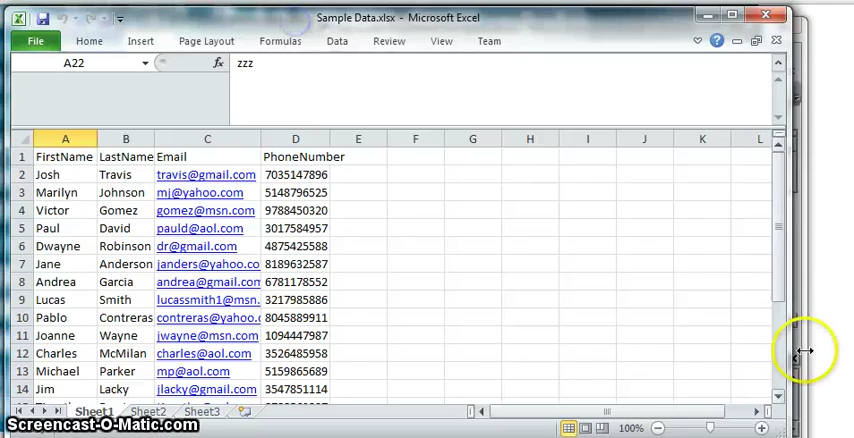 Sample Data.xlsx - Microsoft Excel
File Home Insert Page Layout Formulas Data Review View Team
A22 fx zzz
A B C D E F G H I J K L
1 FirstName LastName Email PhoneNumber
2 Josh Travis travis@gmail.com 7035147896
3 Marilyn Johnson mj@yahoo.com 5148796525
4 Victor Gomez gomez@msn.com 9788450320
5 Paul David pauld@aol.com 3017584957
6 Dwayne Robinson dr@gmail.com 4875425588
7 Jane Anderson janders@yahoo.co 8189632587
8 Andrea Garcia andrea@gmail.com 6781178552
9 Lucas Smith lucassmith1@msn. 3217985886
10 Pablo Contreras contreras@yahoo. 8045889911
11 Joanne Wayne jwayne@msn.com 1094447987
12 Charles McMilan charles@aol.com 3526485958
13 Michael Parker mp@aol.com 5159865689
14 Jim Lacky jlacky@gmail.com 3547851114
Sheet1 Sheet2 Sheet3 100%
Screencast-O-Matic.com